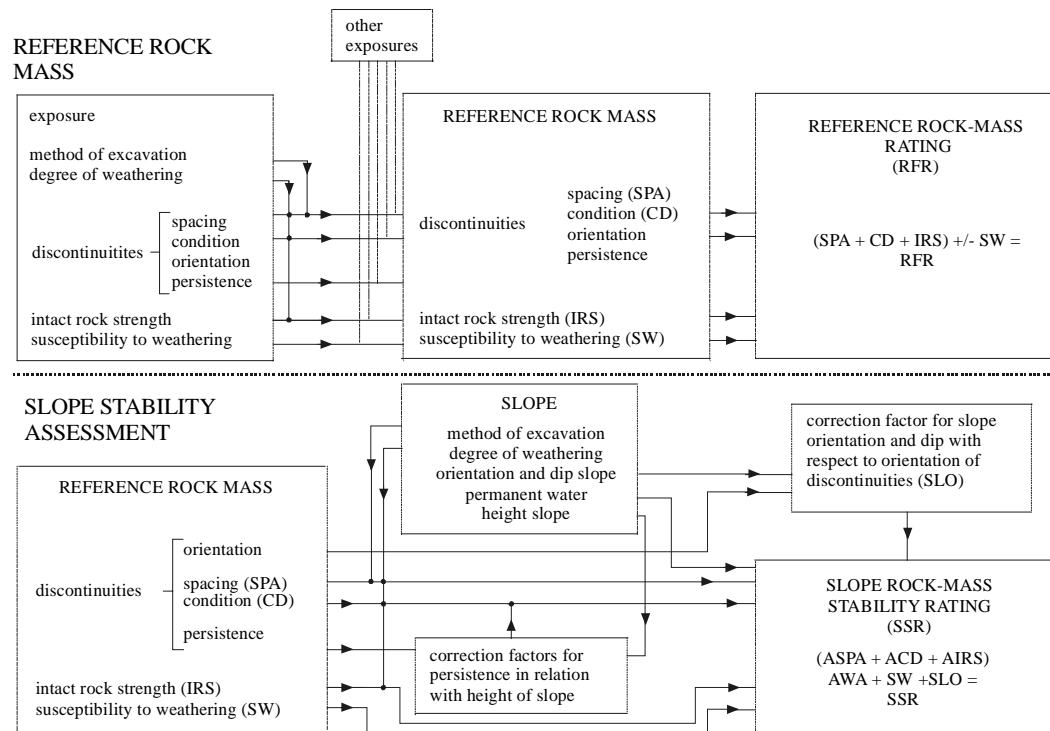 REFERENCE ROCK
MASS
other
exposures
exposure
method of excavation
degree of weathering
discontinuitites
spacing
condition
orientation
persistence
intact rock strength
susceptibility to weathering
REFERENCE ROCK MASS
discontinuities
spacing (SPA)
condition (CD)
orientation
persistence
intact rock strength (IRS)
susceptibility to weathering (SW)
REFERENCE ROCK-MASS
RATING
(RFR)
(SPA + CD + IRS) +/- SW =
RFR
SLOPE STABILITY
ASSESSMENT
REFERENCE ROCK MASS
discontinuities
orientation
spacing (SPA)
condition (CD)
persistence
intact rock strength (IRS)
susceptibility to weathering (SW)
SLOPE
method of excavation
degree of weathering
orientation and dip slope
permanent water
height slope
correction factors for
persistence in relation
with height of slope
correction factor for slope
orientation and dip with
respect to orientation of
discontinuities (SLO)
SLOPE ROCK-MASS
STABILITY RATING
(SSR)
(ASPA + ACD + AIRS)
AWA + SW +SLO =
SSR